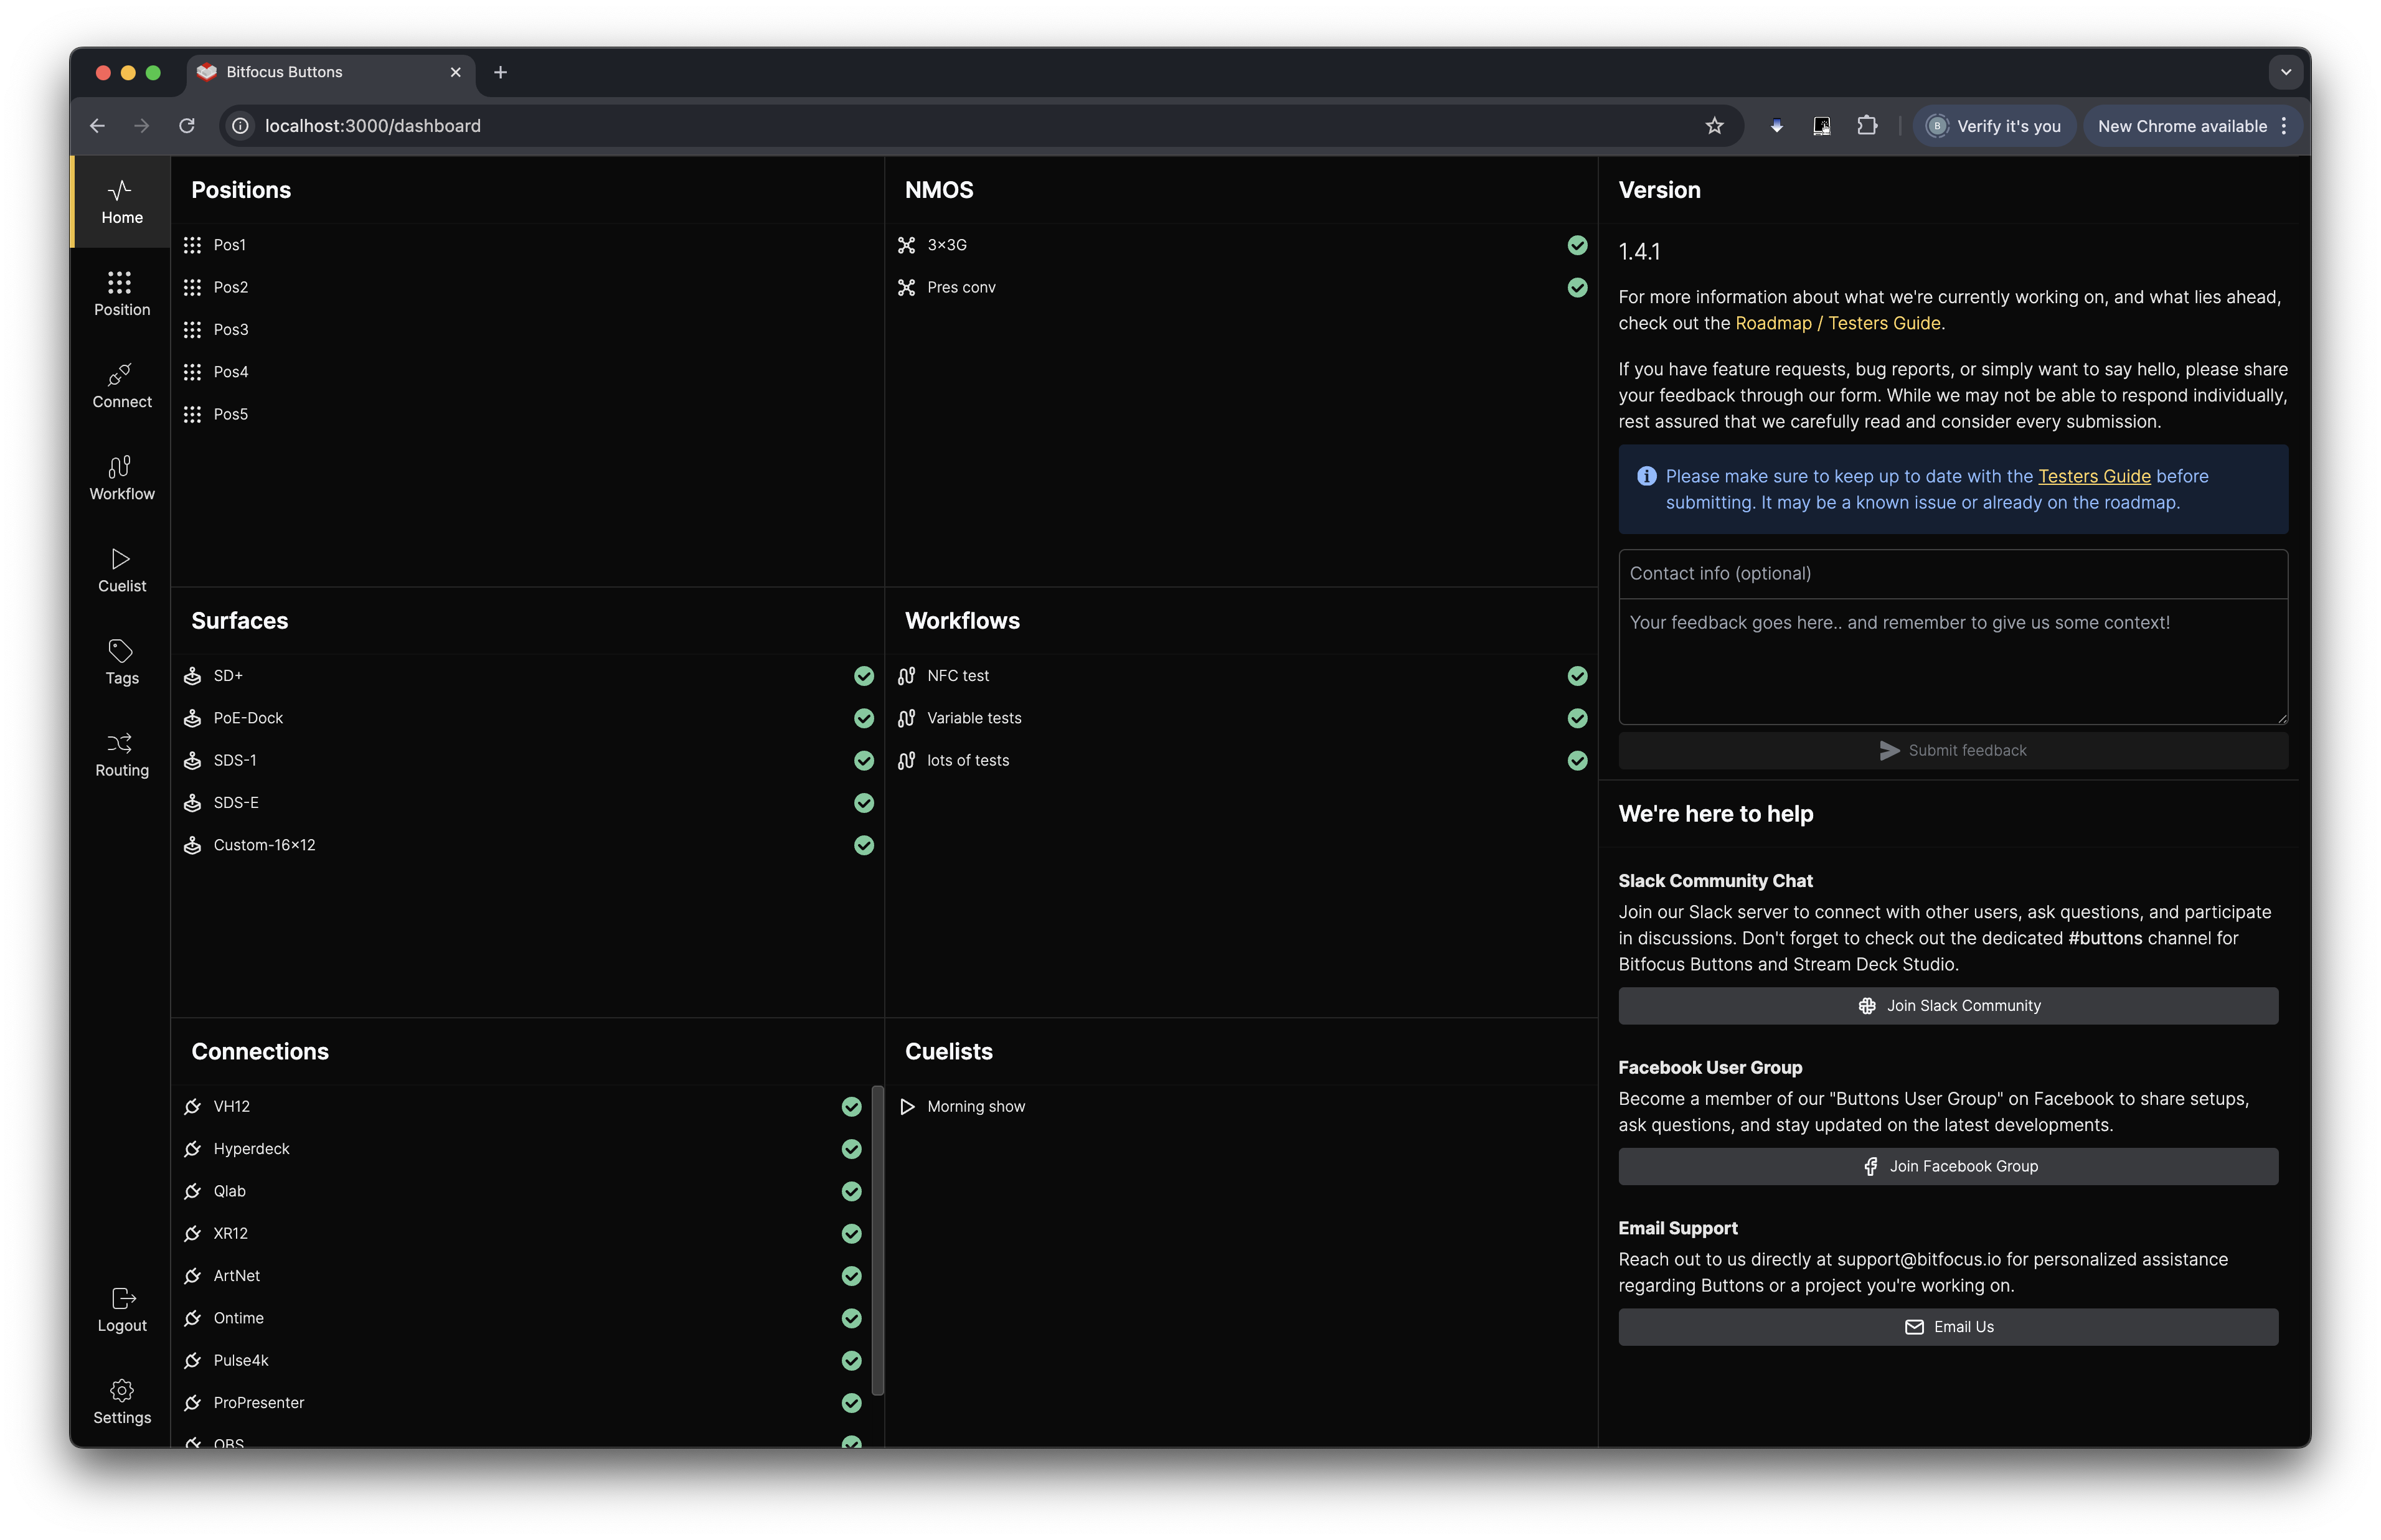 Bitfocus Buttons
localhost:3000/dashboard
Verify it's you
New Chrome available
Home
Position
Connect
Workflow
Cuelist
Tags
Routing
Logout
Settings
Positions
Pos1
Pos2
Pos3
Pos4
Pos5
NMOS
3×3G
Pres conv
Surfaces
SD+
PoE-Dock
SDS-1
SDS-E
Custom-16×12
Workflows
NFC test
Variable tests
lots of tests
Connections
VH12
Hyperdeck
Qlab
XR12
ArtNet
Ontime
Pulse4k
ProPresenter
OBS
Cuelists
Morning show
Version
1.4.1
For more information about what we're currently working on, and what lies ahead,
check out the Roadmap / Testers Guide.
If you have feature requests, bug reports, or simply want to say hello, please share
your feedback through our form. While we may not be able to respond individually,
rest assured that we carefully read and consider every submission.
Please make sure to keep up to date with the Testers Guide before
submitting. It may be a known issue or already on the roadmap.
Contact info (optional)
Your feedback goes here.. and remember to give us some context!
Submit feedback
We're here to help
Slack Community Chat
Join our Slack server to connect with other users, ask questions, and participate
in discussions. Don't forget to check out the dedicated #buttons channel for
Bitfocus Buttons and Stream Deck Studio.
Join Slack Community
Facebook User Group
Become a member of our "Buttons User Group" on Facebook to share setups,
ask questions, and stay updated on the latest developments.
Join Facebook Group
Email Support
Reach out to us directly at support@bitfocus.io for personalized assistance
regarding Buttons or a project you're working on.
Email Us